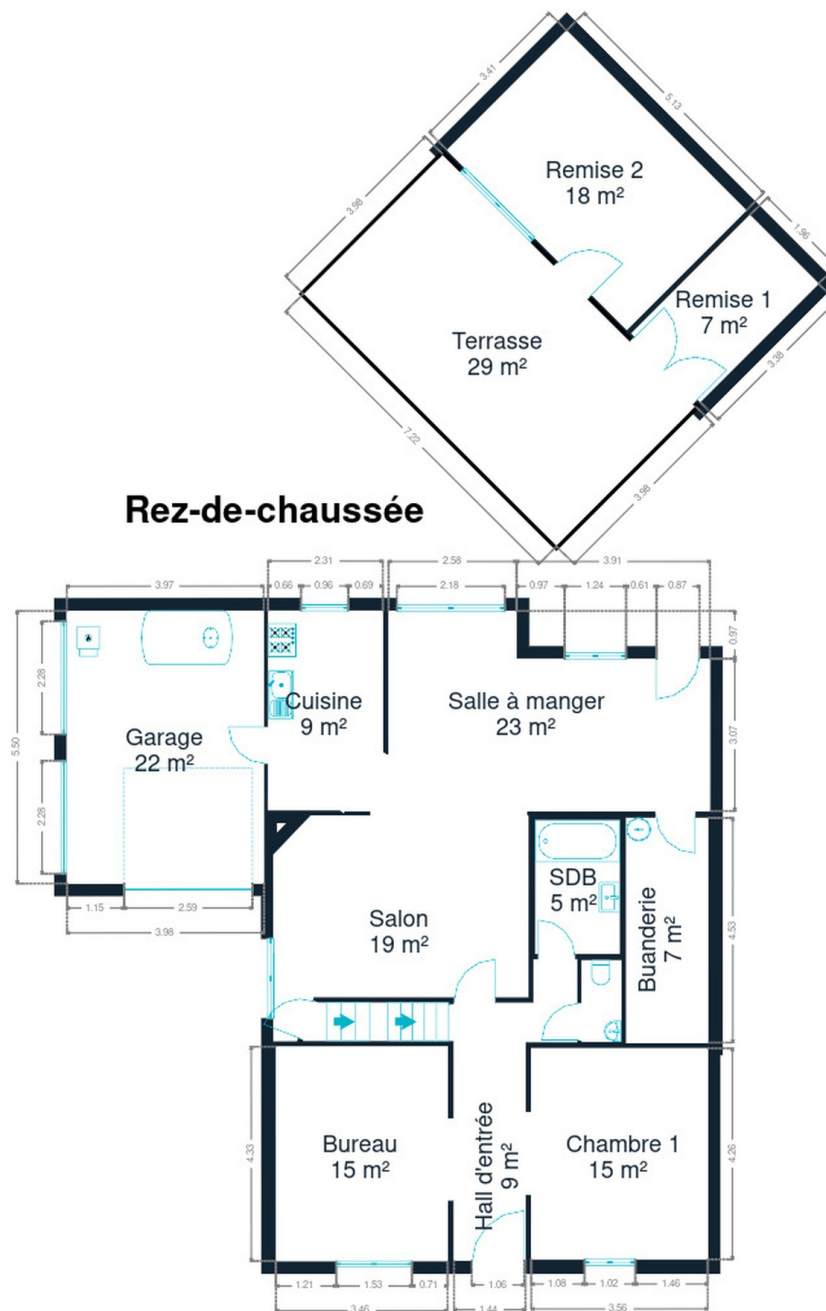 3.41
5.13
Remise 2
18 m²
3.98
1.96
Remise 1
7 m²
Terrasse
29 m²
3.38
7.22
3.98
Rez-de-chaussée
2.31
2.58
3.91
3.97
0.66
0.96
0.69
2.18
0.97
1.24
0.61
0.87
0.97
2.28
Cuisine
9 m²
Salle à manger
23 m²
3.07
Garage
22 m²
5.50
2.28
SDB
5 m²
1.15
2.59
3.98
Salon
19 m²
Buanderie
7 m²
4.53
4.33
Bureau
15 m²
Hall d'entrée
9 m²
Chambre 1
15 m²
4.26
1.21
1.53
0.71
1.06
1.08
1.02
1.46
3.46
1.44
3.56